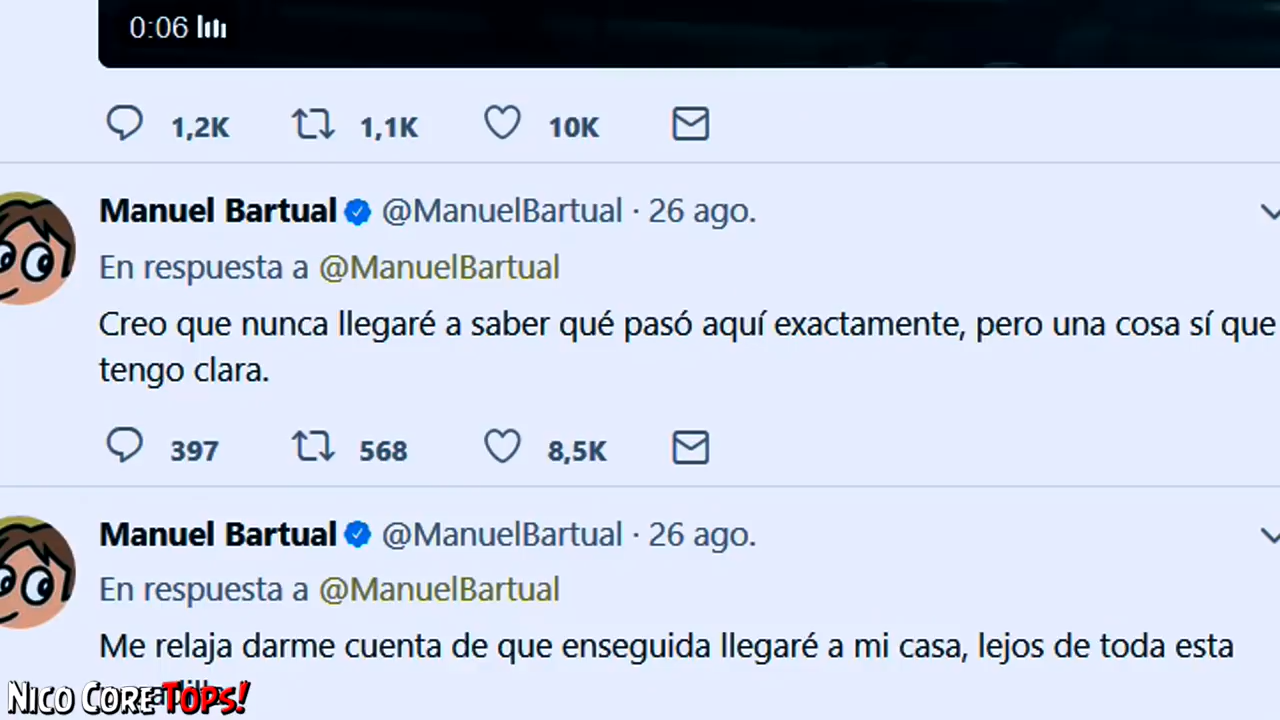 0:06
1,2K 1,1K 10K
Manuel Bartual @ManuelBartual · 26 ago.
En respuesta a @ManuelBartual
Creo que nunca llegaré a saber qué pasó aquí exactamente, pero una cosa sí que
tengo clara.
397 568 8,5K
Manuel Bartual @ManuelBartual · 26 ago.
En respuesta a @ManuelBartual
Me relaja darme cuenta de que enseguida llegaré a mi casa, lejos de toda esta
NICO CORE TOPS!